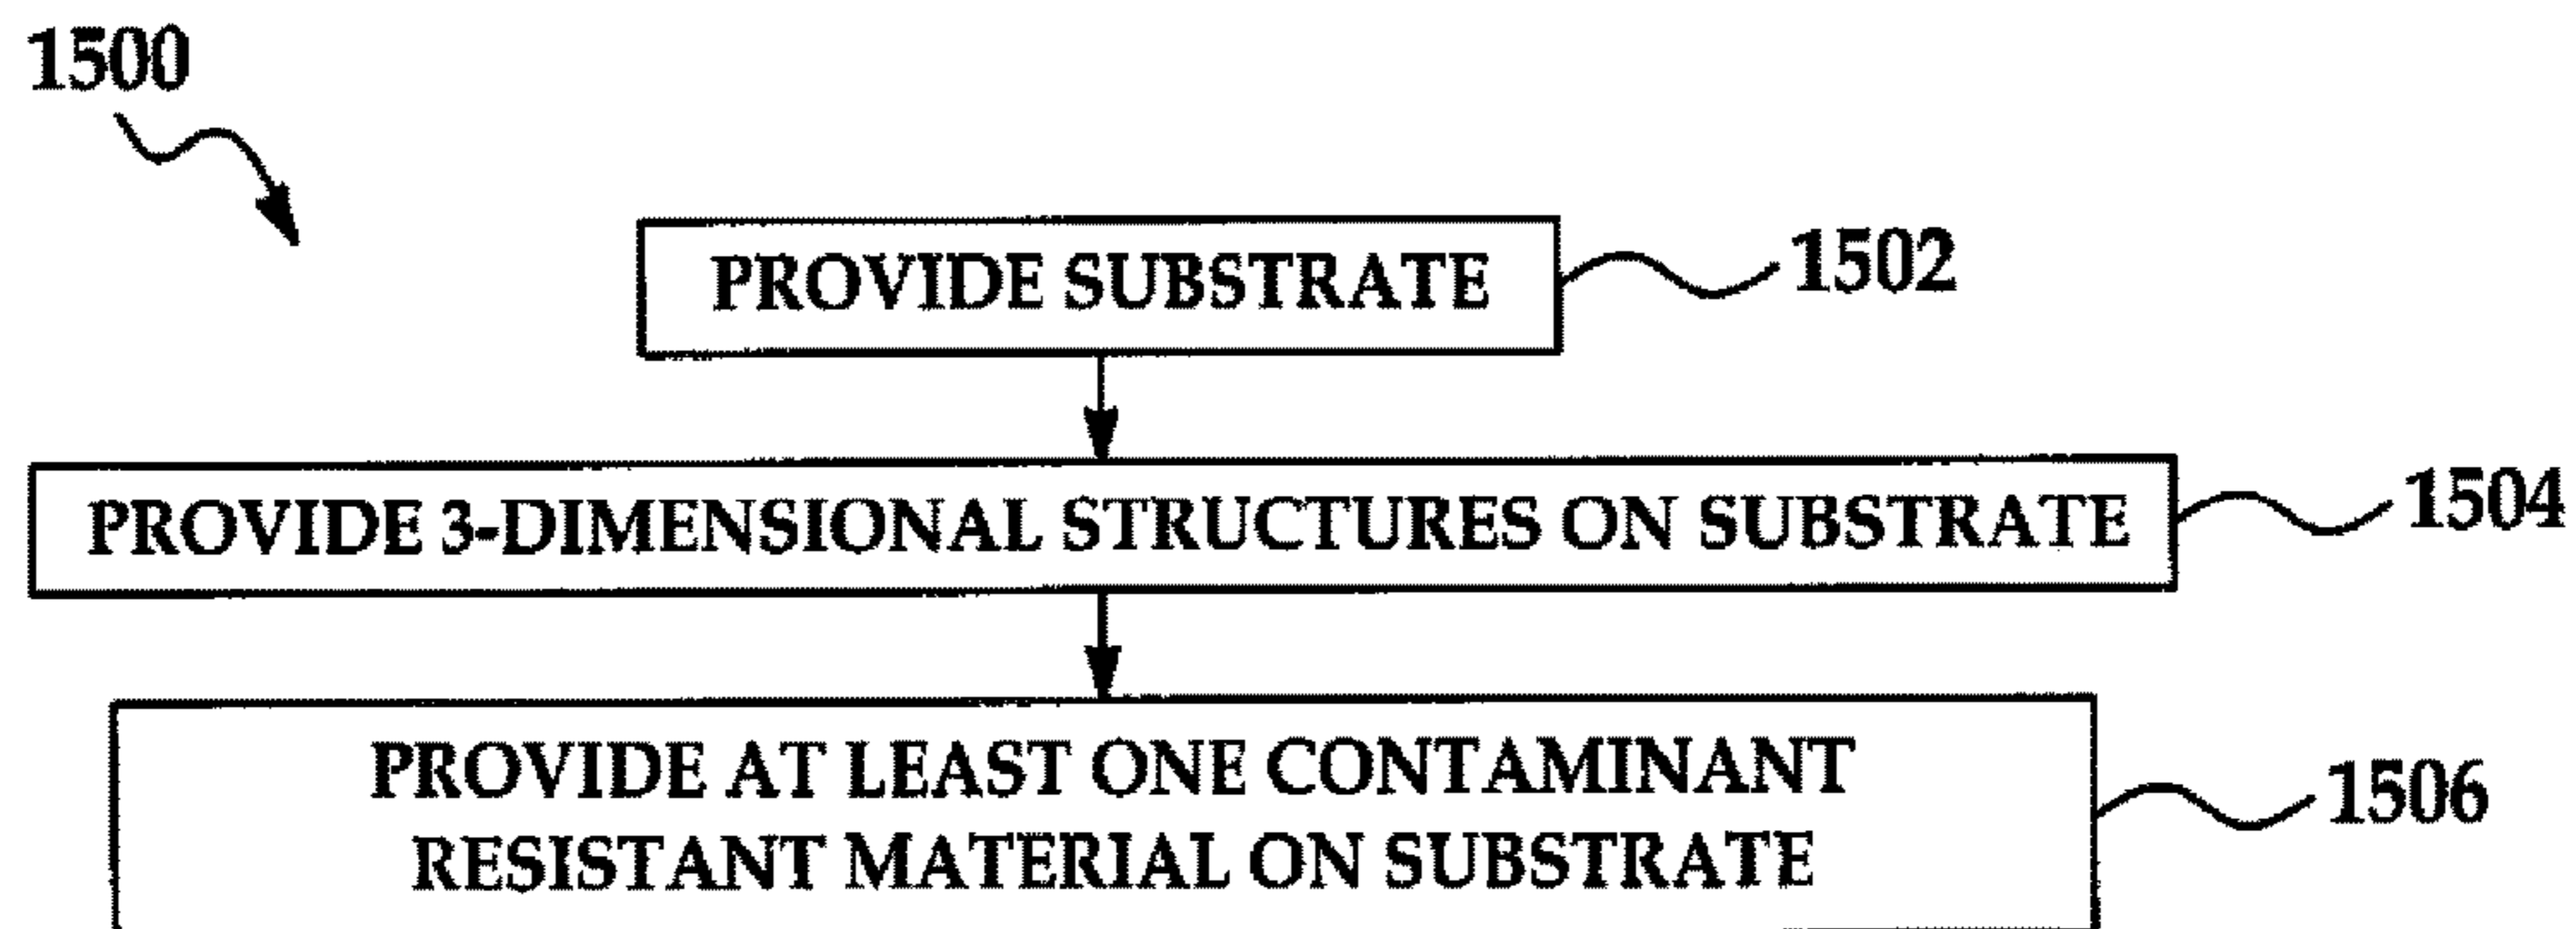 1500
PROVIDE SUBSTRATE
1502
PROVIDE 3-DIMENSIONAL STRUCTURES ON SUBSTRATE
1504
PROVIDE AT LEAST ONE CONTAMINANT
RESISTANT MATERIAL ON SUBSTRATE
1506